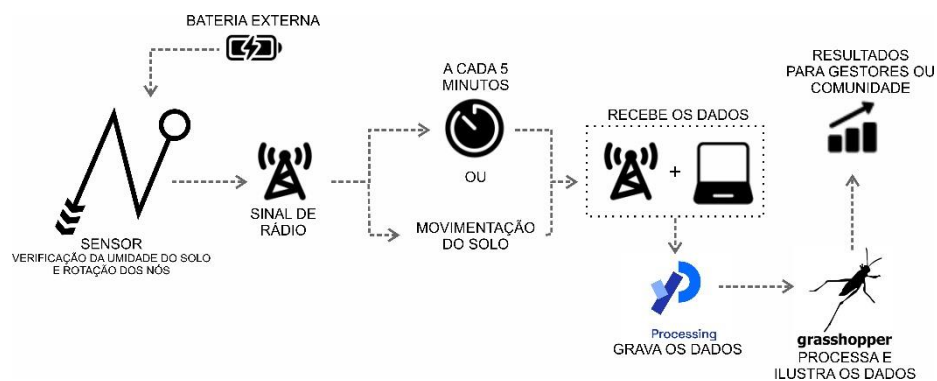 BATERIA EXTERNA
SENSOR
VERIFICAÇÃO DA UMIDADE DO SOLO
E ROTAÇÃO DOS NÓS
SINAL DE
RÁDIO
A CADA 5
MINUTOS
OU
MOVIMENTAÇÃO
DO SOLO
RECEBE OS DADOS
+
Processing
GRAVA OS DADOS
grasshopper
PROCESSA E
ILUSTRA OS DADOS
RESULTADOS
PARA GESTORES OU
COMUNIDADE